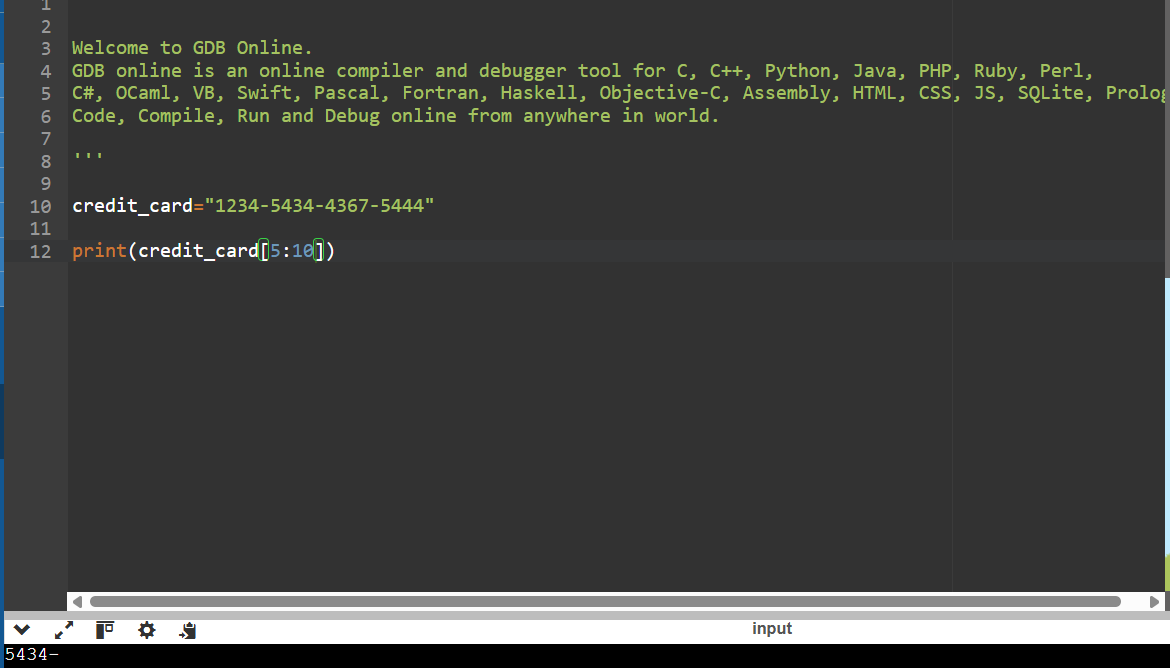 1
2
3 Welcome to GDB Online.
4 GDB online is an online compiler and debugger tool for C, C++, Python, Java, PHP, Ruby, Perl,
5 C#, OCaml, VB, Swift, Pascal, Fortran, Haskell, Objective-C, Assembly, HTML, CSS, JS, SQLite, Prolog
6 Code, Compile, Run and Debug online from anywhere in world.
7
8 '''
9
10 credit_card="1234-5434-4367-5444"
11
12 print(credit_card[5:10])
input
5434-